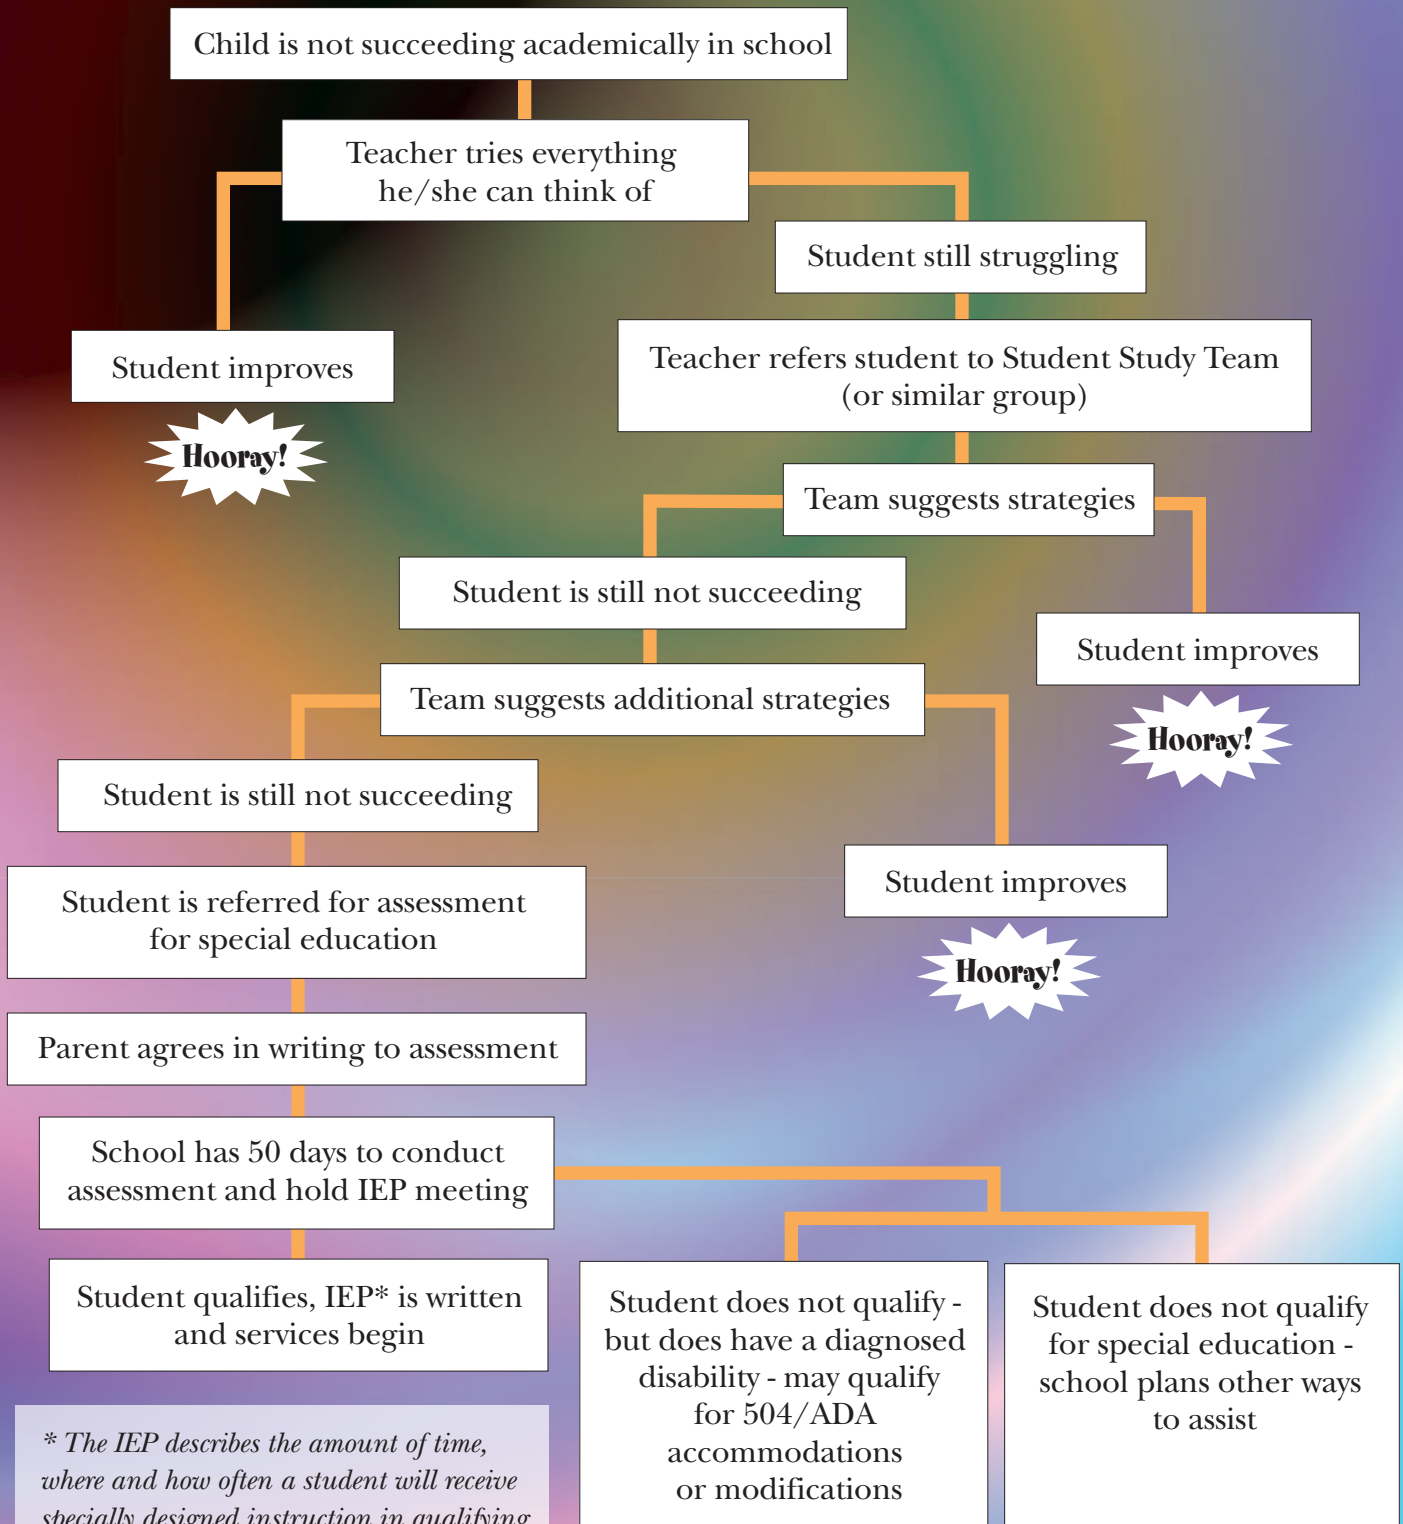 Child is not succeeding academically in school
Teacher tries everything
he/she can think of
Student still struggling
Student improves
Hooray!
Teacher refers student to Student Study Team
(or similar group)
Team suggests strategies
Student is still not succeeding
Student improves
Hooray!
Team suggests additional strategies
Student is still not succeeding
Student improves
Hooray!
Student is referred for assessment
for special education
Parent agrees in writing to assessment
School has 50 days to conduct
assessment and hold IEP meeting
Student qualifies, IEP* is written
and services begin
Student does not qualify -
but does have a diagnosed
disability - may qualify
for 504/ADA
accommodations
or modifications
Student does not qualify
for special education -
school plans other ways
to assist
* The IEP describes the amount of time,
where and how often a student will receive
specially designed instruction in qualifying